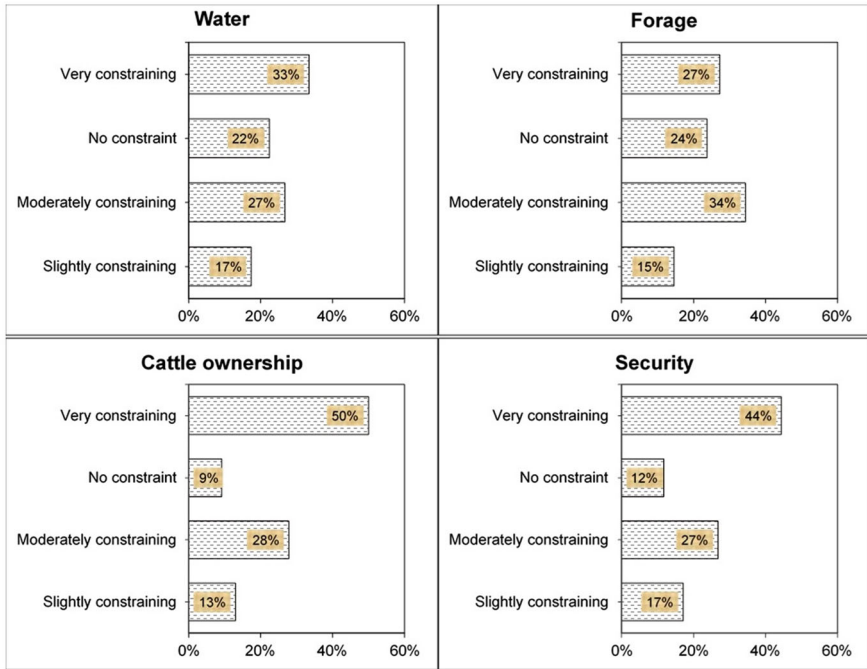 Water
Very constraining 33%
No constraint 22%
Moderately constraining 27%
Slightly constraining 17%
0% 20% 40% 60%
Forage
Very constraining 27%
No constraint 24%
Moderately constraining 34%
Slightly constraining 15%
0% 20% 40% 60%
Cattle ownership
Very constraining 50%
No constraint 9%
Moderately constraining 28%
Slightly constraining 13%
0% 20% 40% 60%
Security
Very constraining 44%
No constraint 12%
Moderately constraining 27%
Slightly constraining 17%
0% 20% 40% 60%